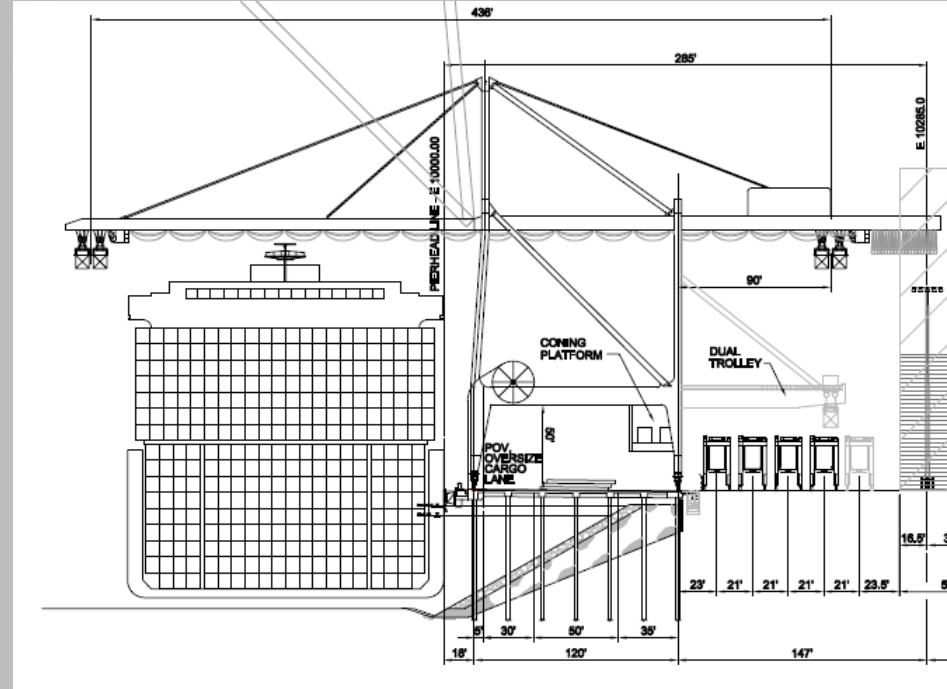 436'
285'
E 10285.0
PIERHEAD LINE - E 10000.00
90'
CONING
PLATFORM
DUAL
TROLLEY
50'
POV,
OVERSIZE
CARGO
LANE
16.5'
23'
21'
21'
21'
21'
23.5'
5'
30'
50'
35'
18'
120'
147'